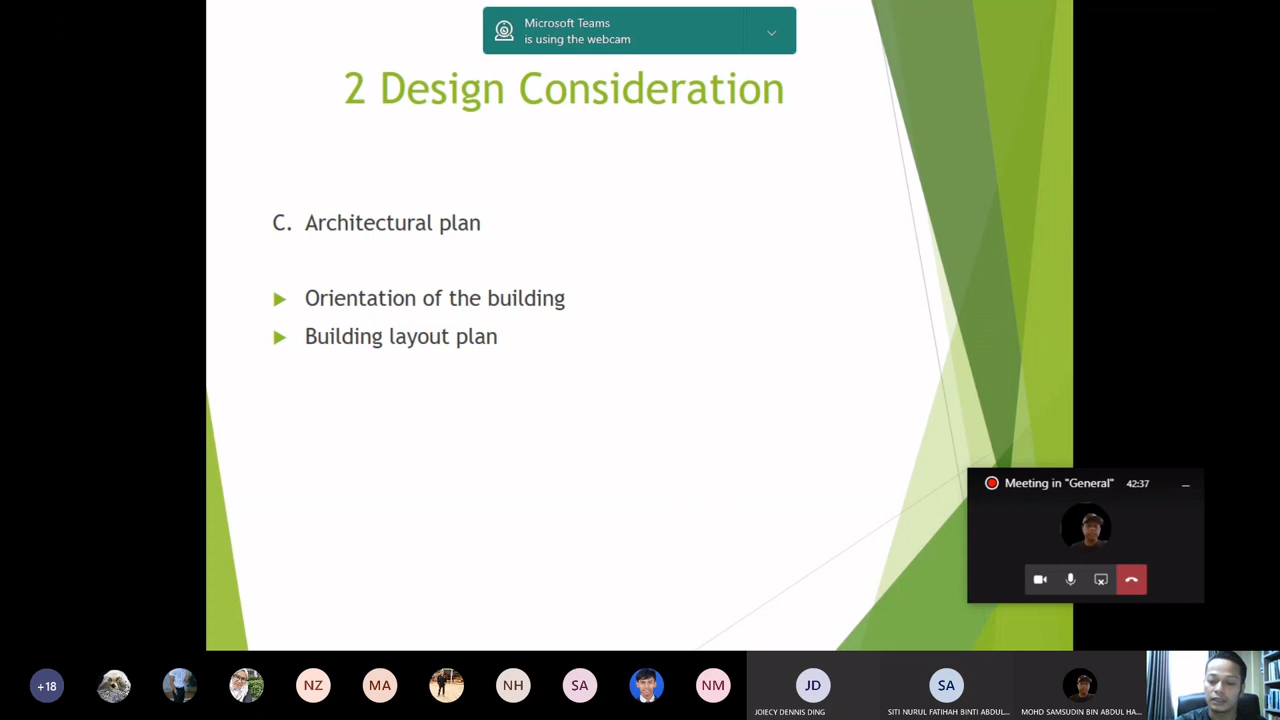 Microsoft Teams
is using the webcam
2 Design Consideration
C. Architectural plan
Orientation of the building
Building layout plan
Meeting in "General" 42:37
+18
NZ
MA
NH
SA
NM
JD
SA
JOIECY DENNIS DING
SITI NURUL FATIHAH BINTI ABDUL...
MOHD SAMSUDIN BIN ABDUL HA...